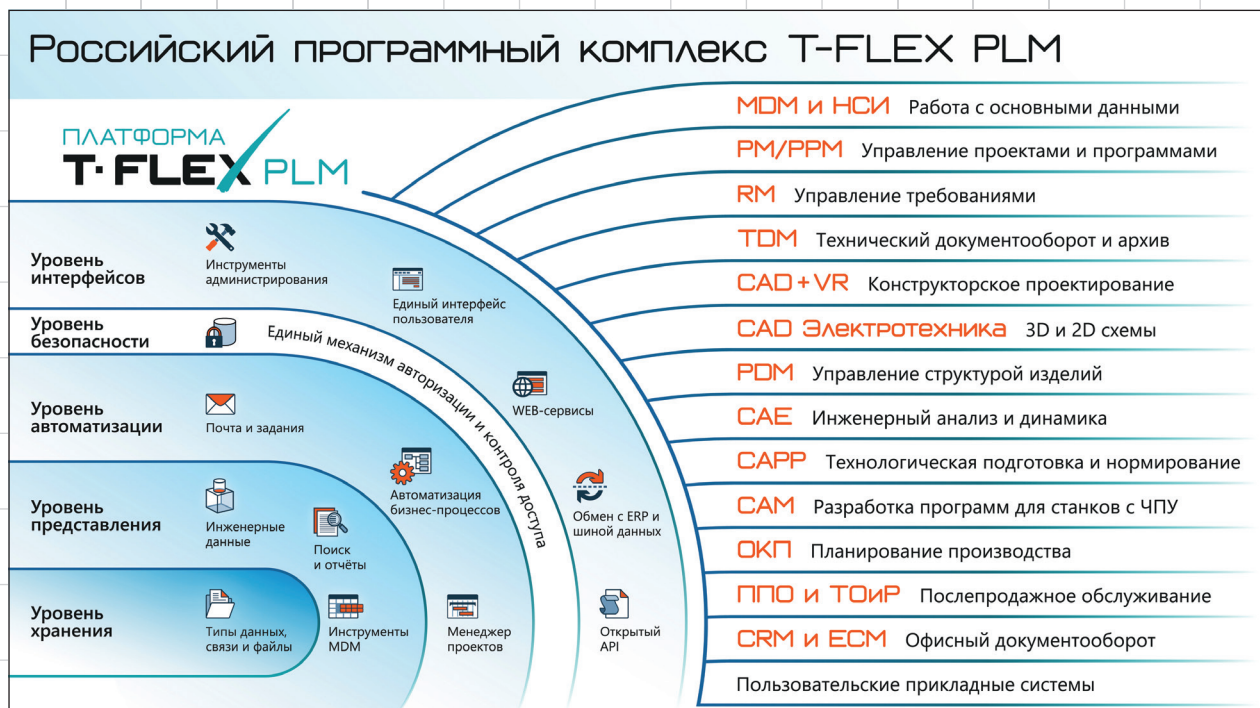 Российский программный комплекс T-FLEX PLM
ПЛАТФОРМА
T-FLEX PLM
Уровень
интерфейсов
Инструменты
администрирования
Единый интерфейс
пользователя
WEB-сервисы
Обмен с ERP и
шиной данных
Открытый
API
Уровень
безопасности
Единый механизм авторизации и контроля доступа
Уровень
автоматизации
Почта и задания
Автоматизация
бизнес-процессов
Менеджер
проектов
Уровень
представления
Инженерные
данные
Поиск
и отчёты
Инструменты
MDM
Уровень
хранения
Типы данных,
связи и файлы
MDM и НСИ Работа с основными данными
PM/PPM Управление проектами и программами
RM Управление требованиями
TDM Технический документооборот и архив
CAD + VR Конструкторское проектирование
CAD Электротехника 3D и 2D схемы
PDM Управление структурой изделий
CAE Инженерный анализ и динамика
CAPP Технологическая подготовка и нормирование
CAM Разработка программ для станков с ЧПУ
ОКП Планирование производства
ППО и ТОиР Послепродажное обслуживание
CRM и ECM Офисный документооборот
Пользовательские прикладные системы